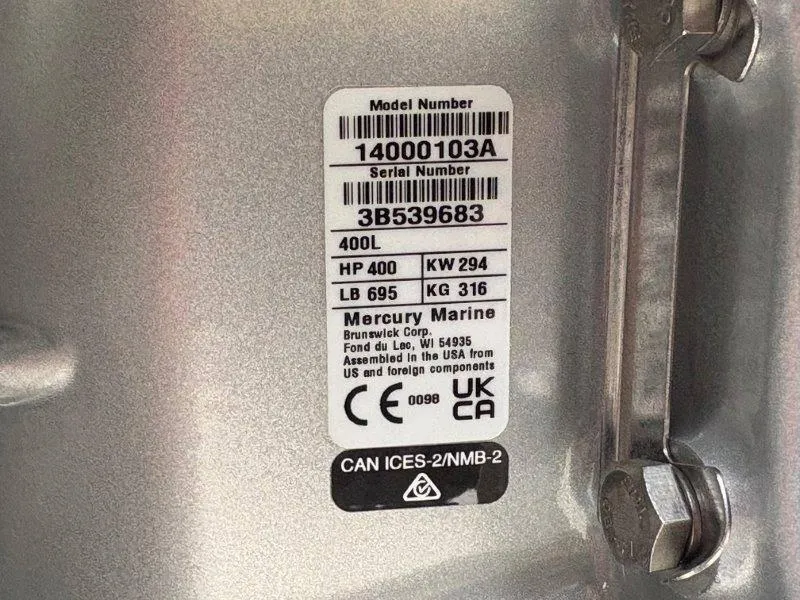 Model Number
14000103A
Serial Number
3B539683
400L
HP 400 KW 294
LB 695 KG 316
Mercury Marine
Brunswick Corp.
Fond du Lac, WI 54935
Assembled in the USA from
US and foreign components
CE 0098 UK
CA
CAN ICES-2/NMB-2